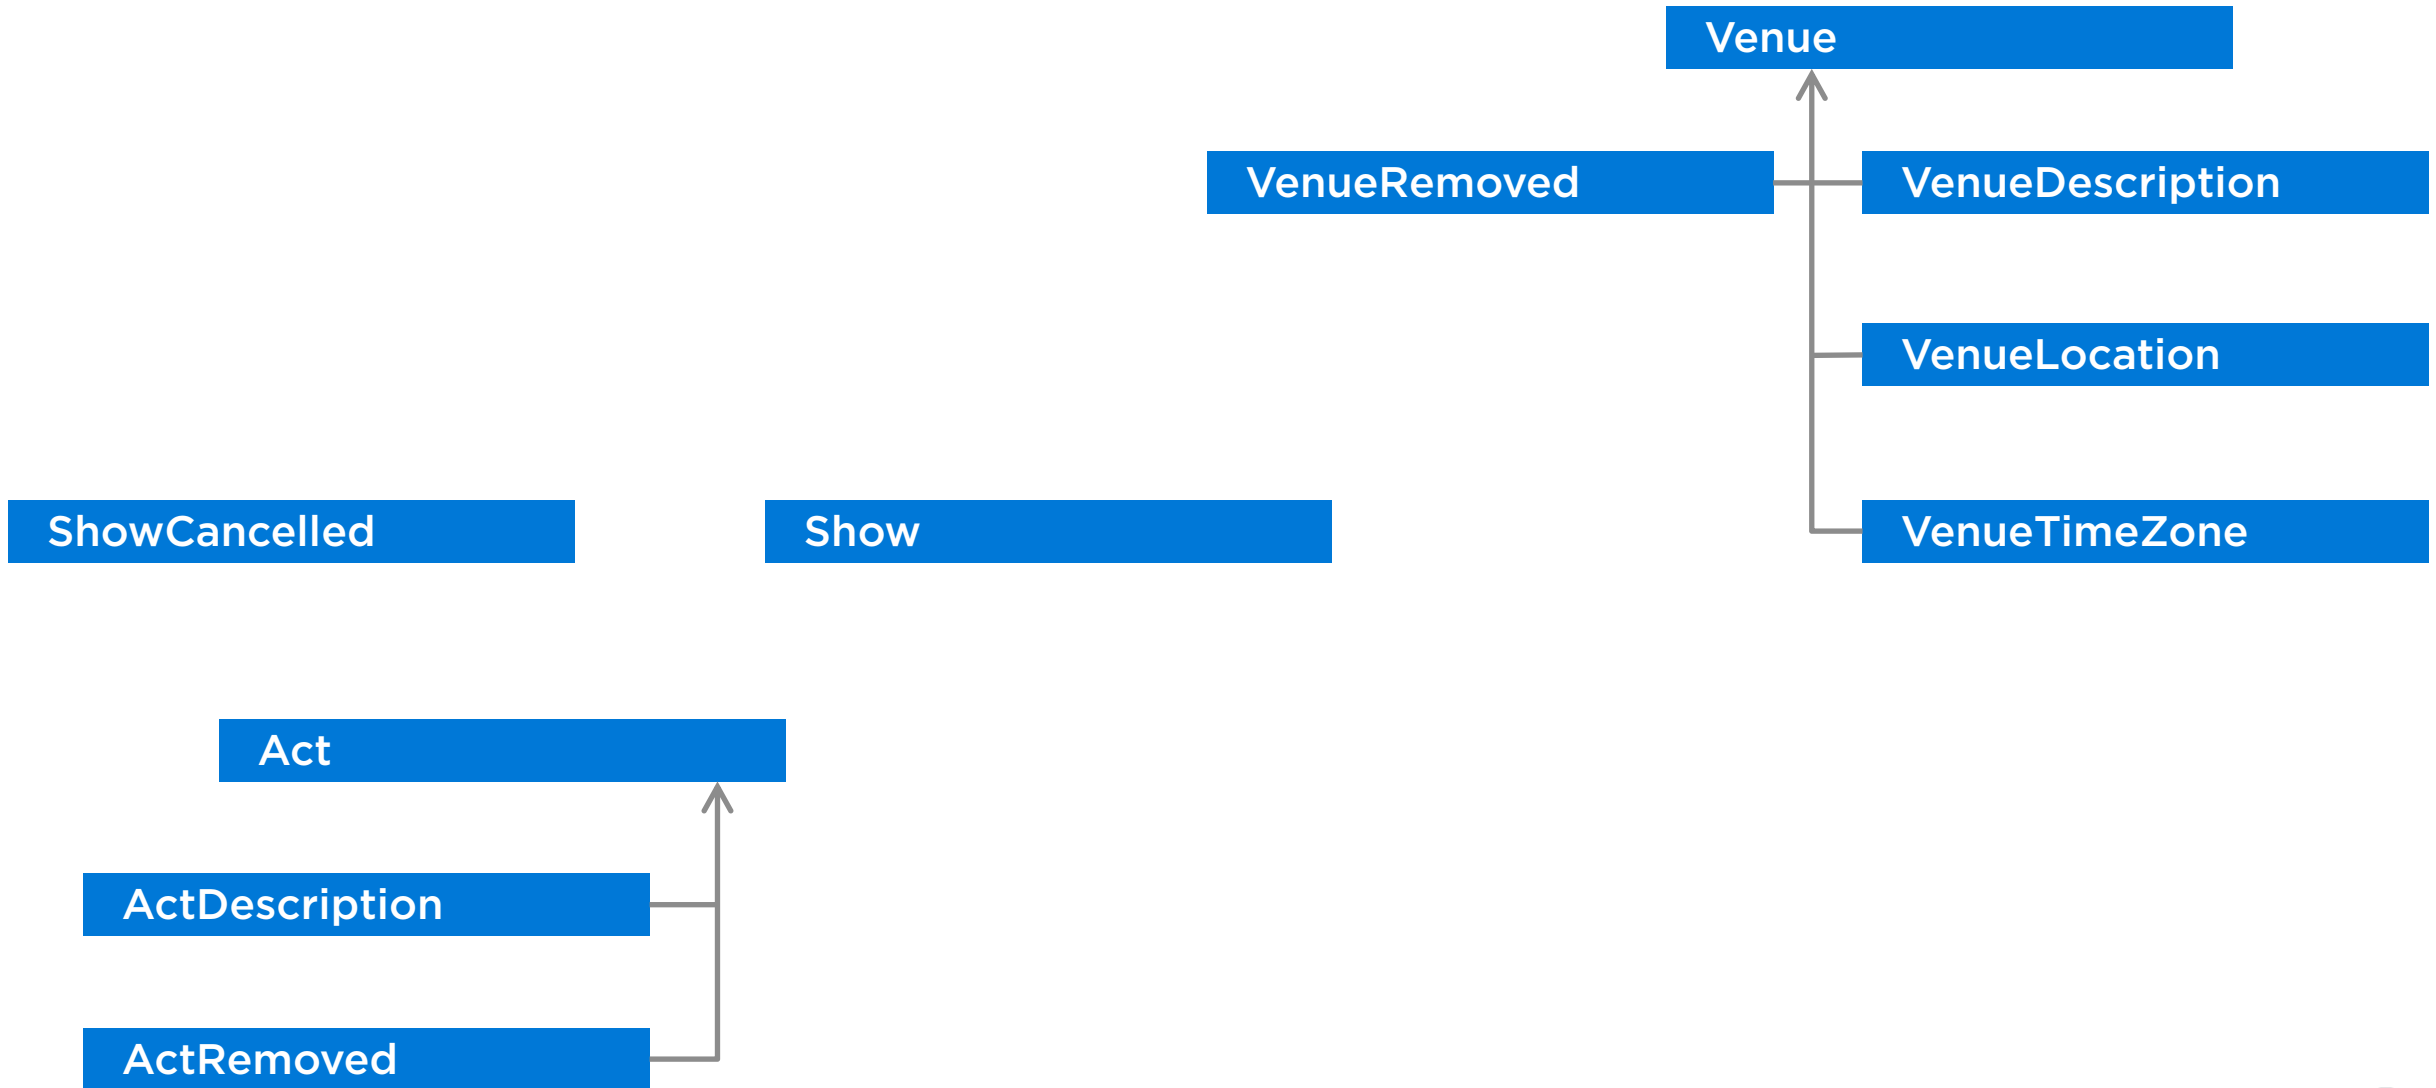 Venue
VenueRemoved
VenueDescription
VenueLocation
ShowCancelled
Show
VenueTimeZone
Act
ActDescription
ActRemoved